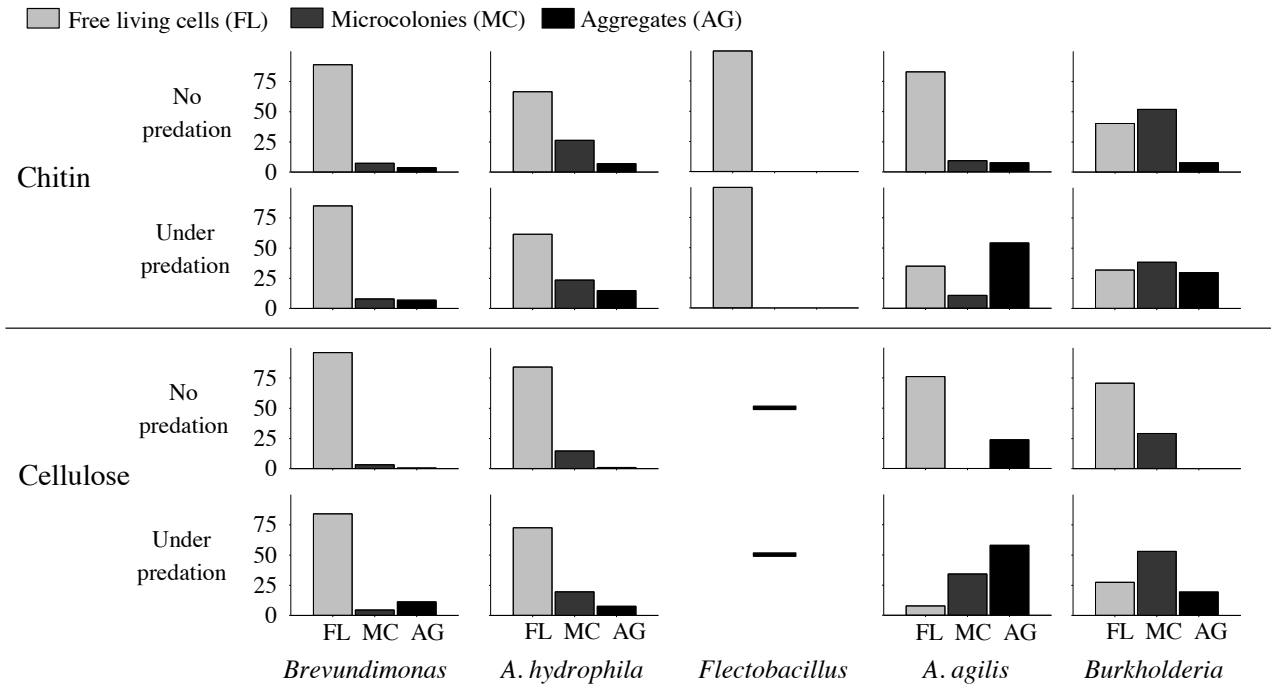 Free living cells (FL) Microcolonies (MC) Aggregates (AG)
No
predation
75
50
25
0
Chitin
Under
predation
75
50
25
0
No
predation
75
50
25
0
Cellulose
Under
predation
75
50
25
0
FL MC AG FL MC AG FL MC AG FL MC AG
Brevundimonas A. hydrophila Flectobacillus A. agilis Burkholderia